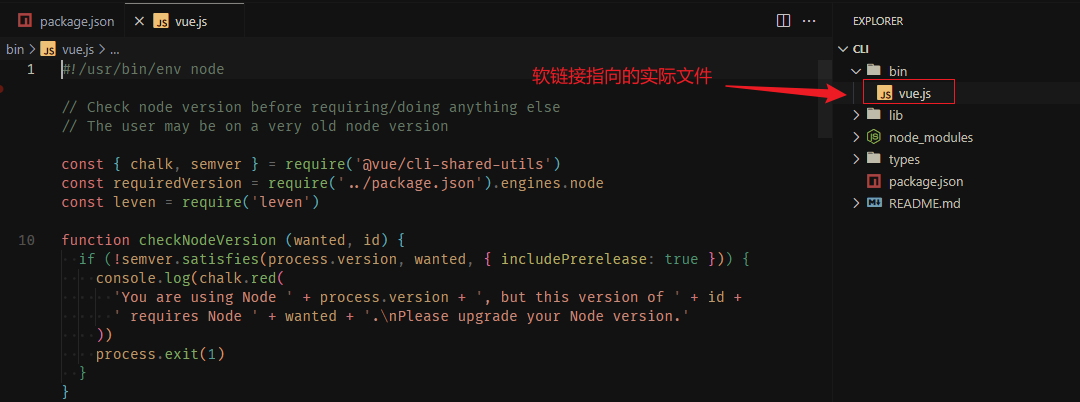 package.json
vue.js
bin > vue.js > ...
1 #!/usr/bin/env node
// Check node version before requiring/doing anything else
// The user may be on a very old node version
const { chalk, semver } = require('@vue/cli-shared-utils')
const requiredVersion = require('../package.json').engines.node
const leven = require('leven')
10 function checkNodeVersion (wanted, id) {
if (!semver.satisfies(process.version, wanted, { includePrerelease: true })) {
console.log(chalk.red(
'You are using Node ' + process.version + ', but this version of ' + id +
' requires Node ' + wanted + '.\nPlease upgrade your Node version.'
))
process.exit(1)
}
}
软链接指向的实际文件
EXPLORER
CLI
bin
JS vue.js
lib
node_modules
types
package.json
README.md